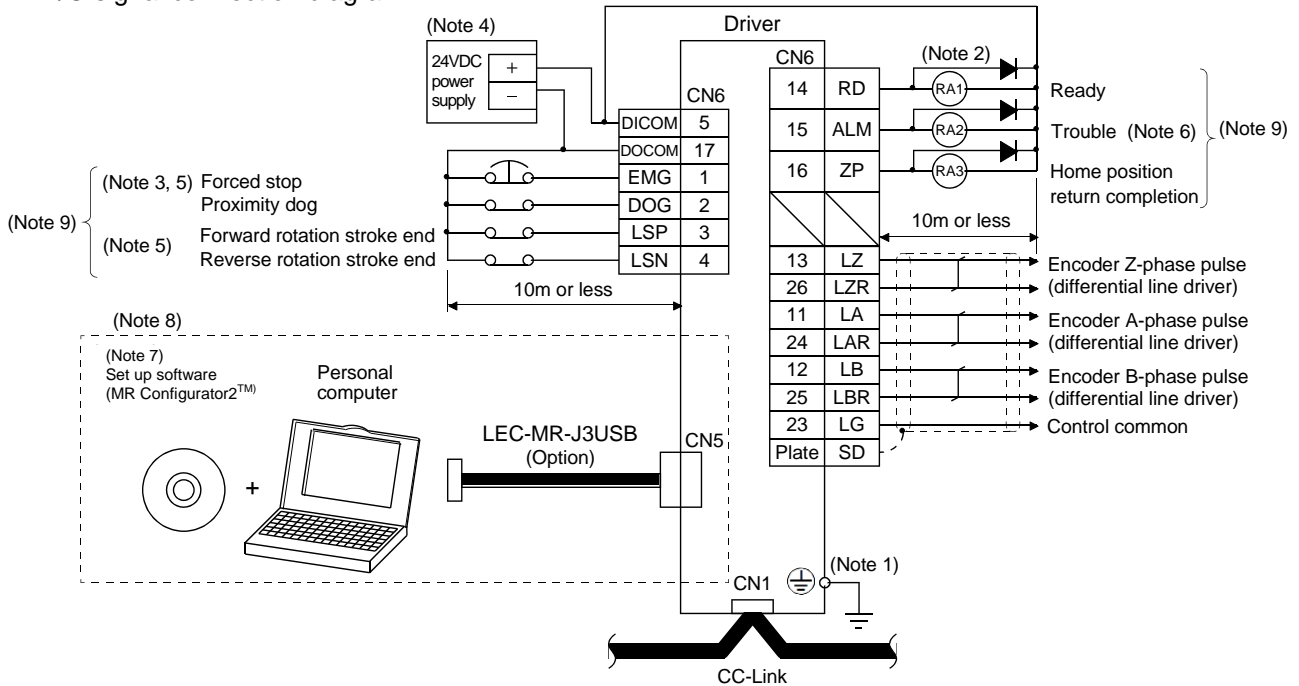 (Note 4)
24VDC
power
supply
+
−
Driver
CN6
DICOM 5
DOCOM 17
EMG 1
DOG 2
LSP 3
LSN 4
(Note 9)
(Note 3, 5) Forced stop
Proximity dog
(Note 5) Forward rotation stroke end
Reverse rotation stroke end
10m or less
CN6
(Note 2)
14 RD RA1 Ready
15 ALM RA2 Trouble (Note 6)
16 ZP RA3 Home position
return completion
(Note 9)
10m or less
13 LZ Encoder Z-phase pulse
26 LZR (differential line driver)
11 LA Encoder A-phase pulse
24 LAR (differential line driver)
12 LB Encoder B-phase pulse
25 LBR (differential line driver)
23 LG Control common
Plate SD
(Note 8)
(Note 7)
Set up software
(MR Configurator2TM)
+
Personal
computer
LEC-MR-J3USB
(Option)
CN5
(Note 1)
CN1
CC-Link